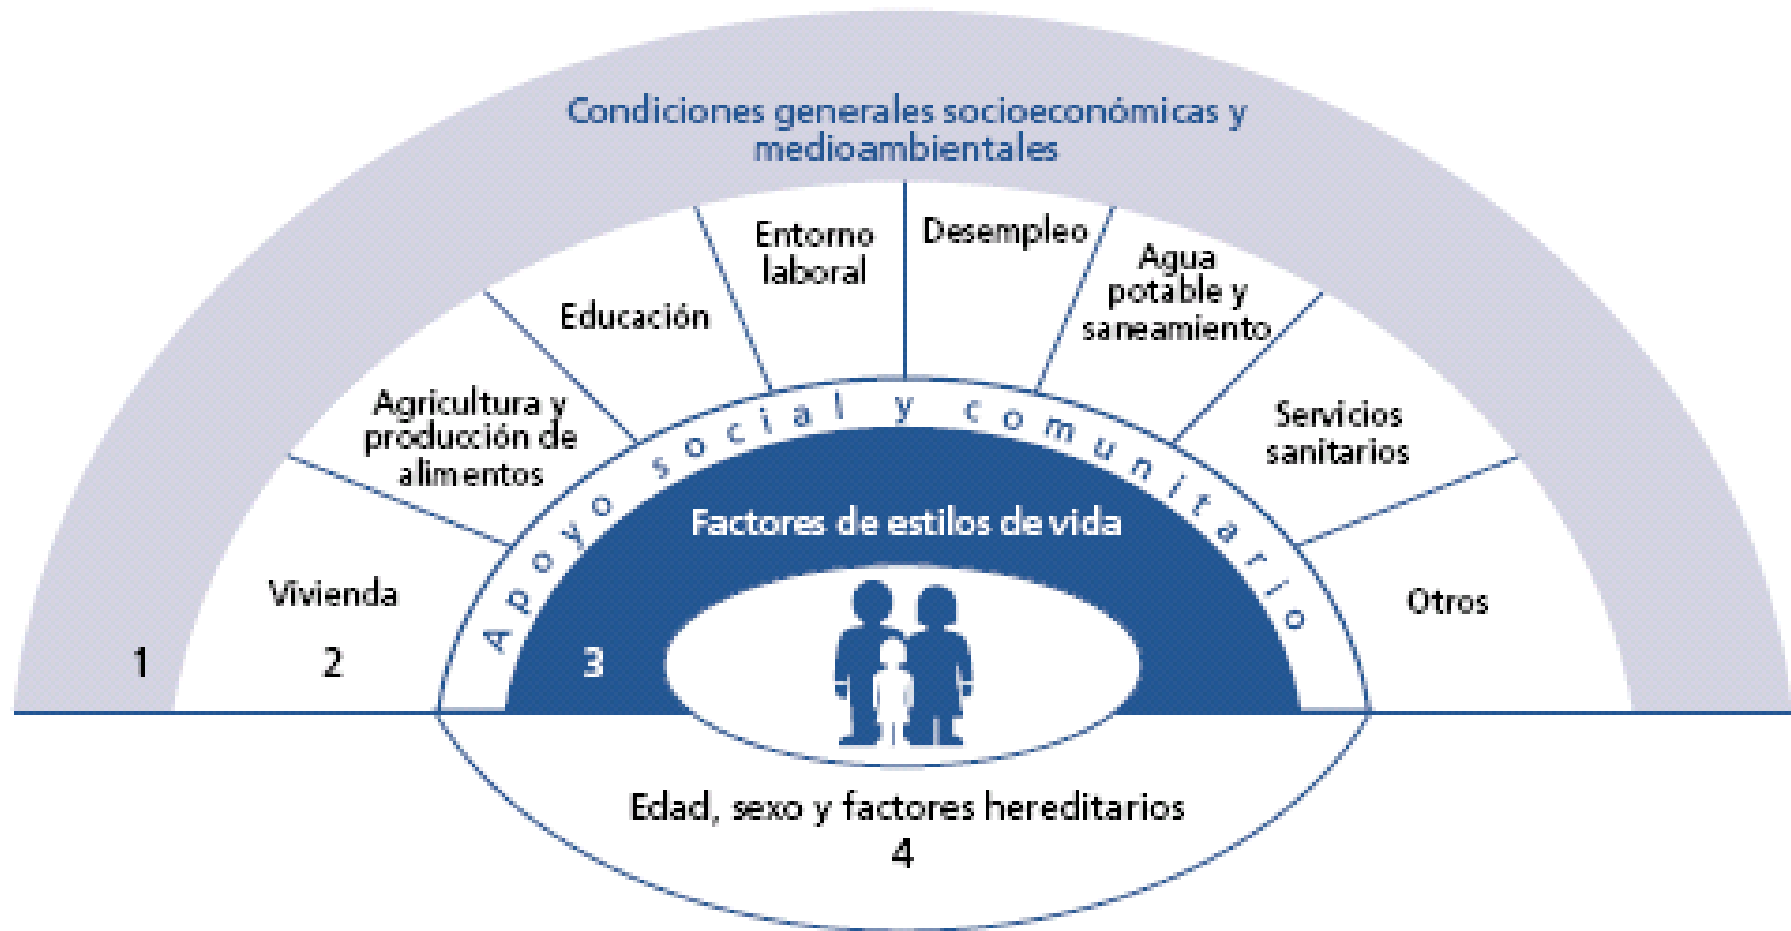 Condiciones generales socioeconómicas y
medioambientales
Entorno
laboral
Desempleo
Agua
potable y
saneamiento
Educación
Agricultura y
producción de
alimentos
Servicios
sanitarios
Apoyo social y comunitario
Factores de estilos de vida
Vivienda
Otros
1
2
3
Edad, sexo y factores hereditarios
4